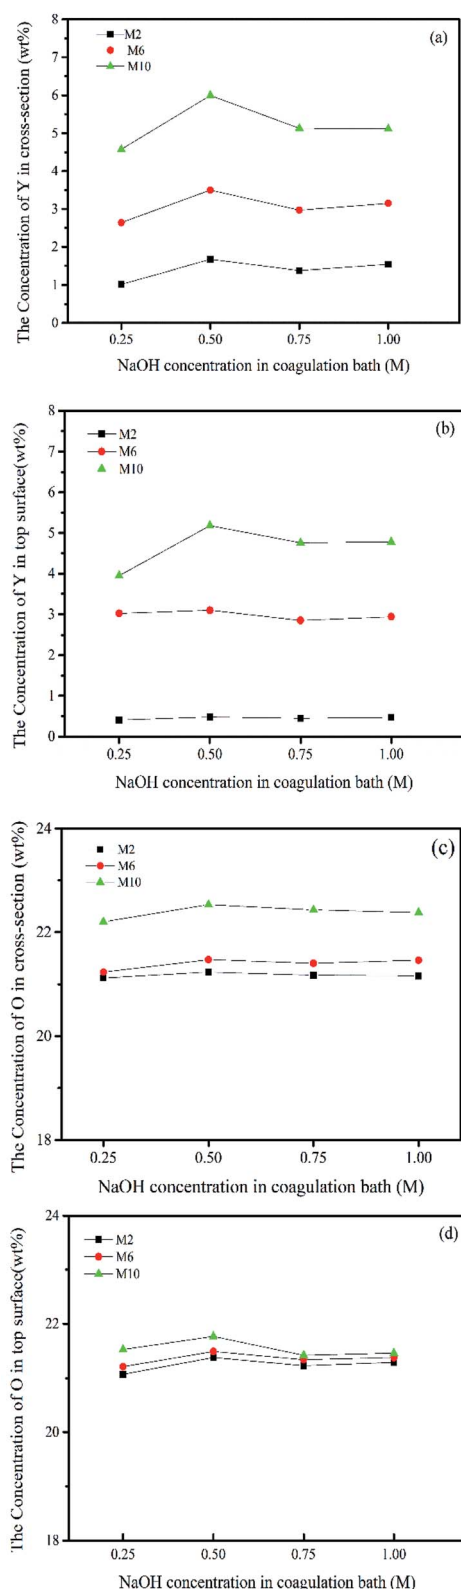 (a)
M2
M6
M10
The Concentration of Y in cross-section (wt%)
8
7
6
5
4
3
2
1
0
0.25 0.50 0.75 1.00
NaOH concentration in coagulation bath (M)
(b)
M2
M6
M10
The Concentration of Y in top surface(wt%)
8
7
6
5
4
3
2
1
0
0.25 0.50 0.75 1.00
NaOH concentration in coagulation bath (M)
(c)
M2
M6
M10
The Concentration of O in cross-section (wt%)
24
22
20
18
0.25 0.50 0.75 1.00
NaOH concentration in coagulation bath (M)
(d)
M2
M6
M10
The Concentration of O in top surface(wt%)
24
22
20
18
0.25 0.50 0.75 1.00
NaOH concentration in coagulation bath (M)